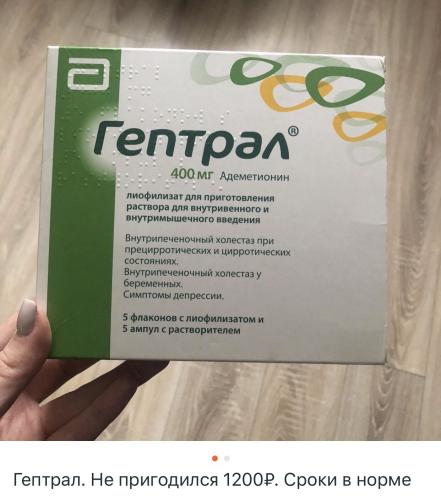 Гептрал®
400 мг Адеметионин
лиофилизат для приготовления
раствора для внутривенного и
внутримышечного введения
Внутрипеченочный холестаз при
прецирротических и цирротических
состояниях.
Внутрипеченочный холестаз у
беременных.
Симптомы депрессии.
5 флаконов с лиофилизатом и
5 ампул с растворителем
Гептрал. Не пригодился 1200₽. Сроки в норме